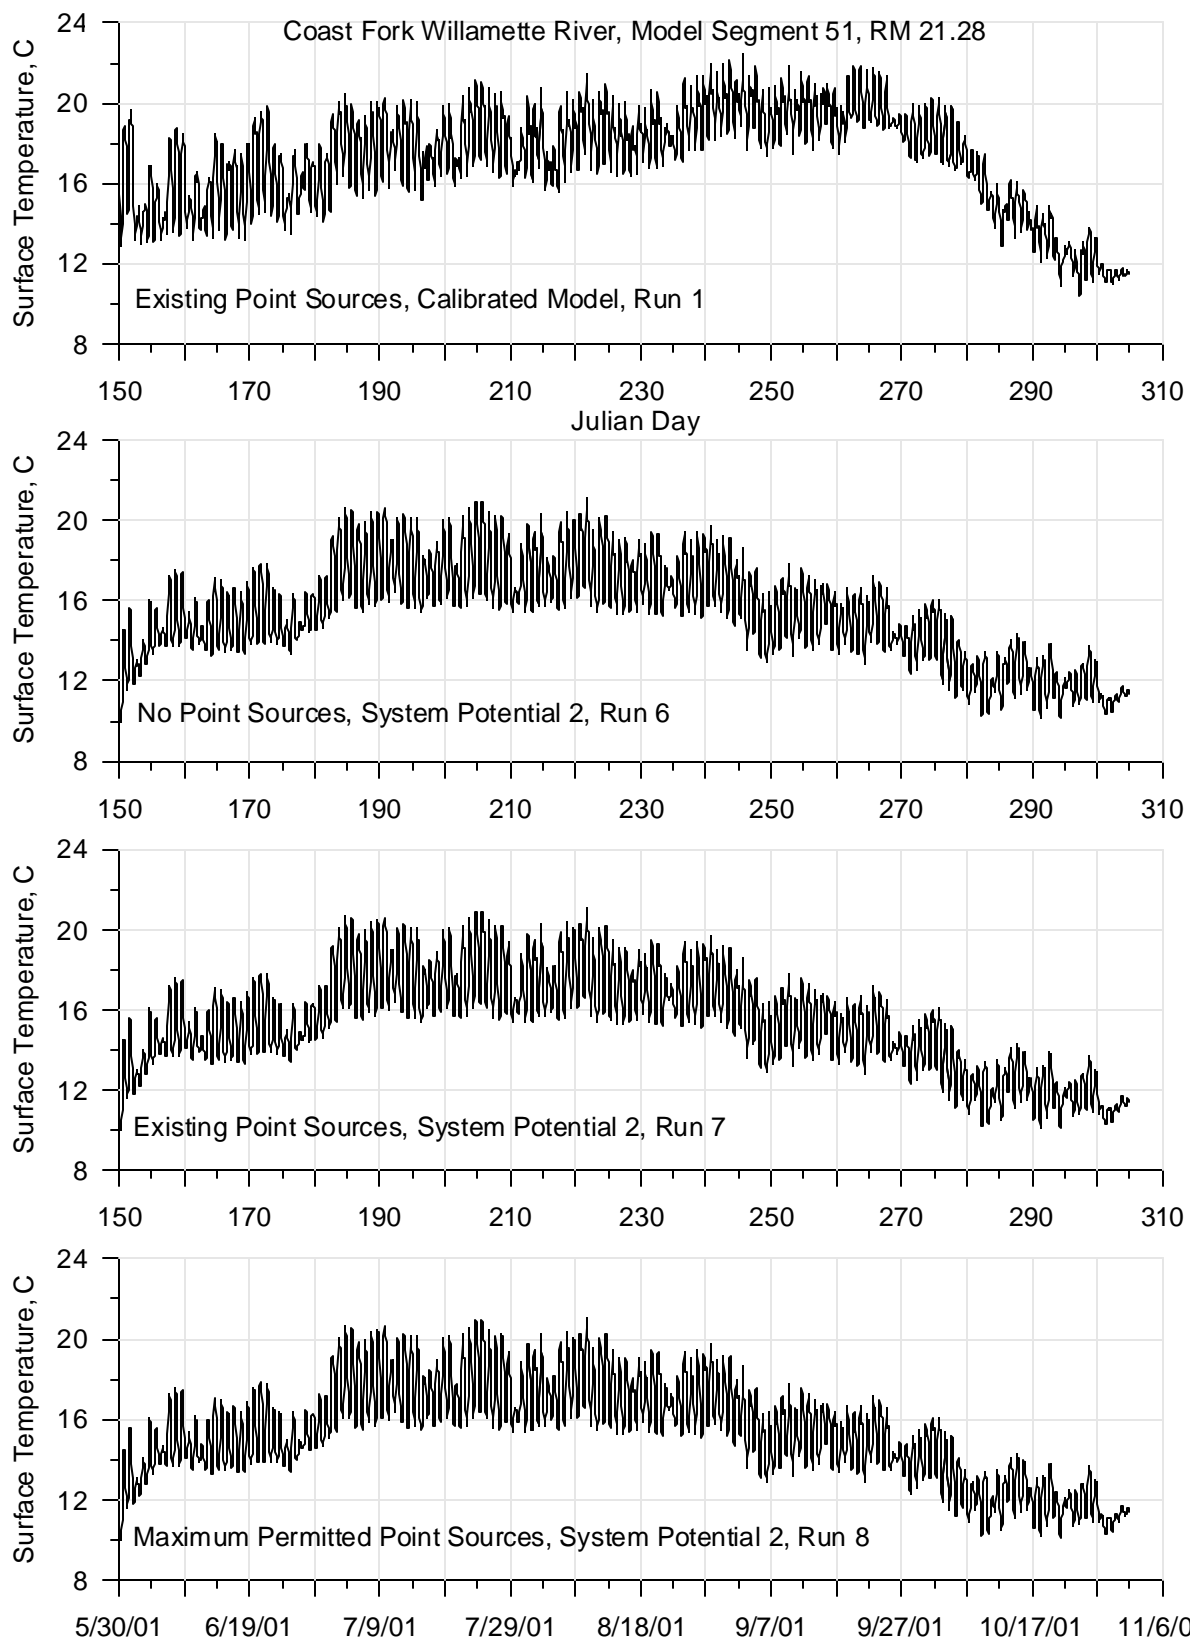 Coast Fork Willamette River, Model Segment 51, RM 21.28
Surface Temperature, C
24
20
16
12
8
Existing Point Sources, Calibrated Model, Run 1
150 170 190 210 230 250 270 290 310
Julian Day
Surface Temperature, C
24
20
16
12
8
No Point Sources, System Potential 2, Run 6
150 170 190 210 230 250 270 290 310
Surface Temperature, C
24
20
16
12
8
Existing Point Sources, System Potential 2, Run 7
150 170 190 210 230 250 270 290 310
Surface Temperature, C
24
20
16
12
8
Maximum Permitted Point Sources, System Potential 2, Run 8
5/30/01 6/19/01 7/9/01 7/29/01 8/18/01 9/7/01 9/27/01 10/17/01 11/6/0